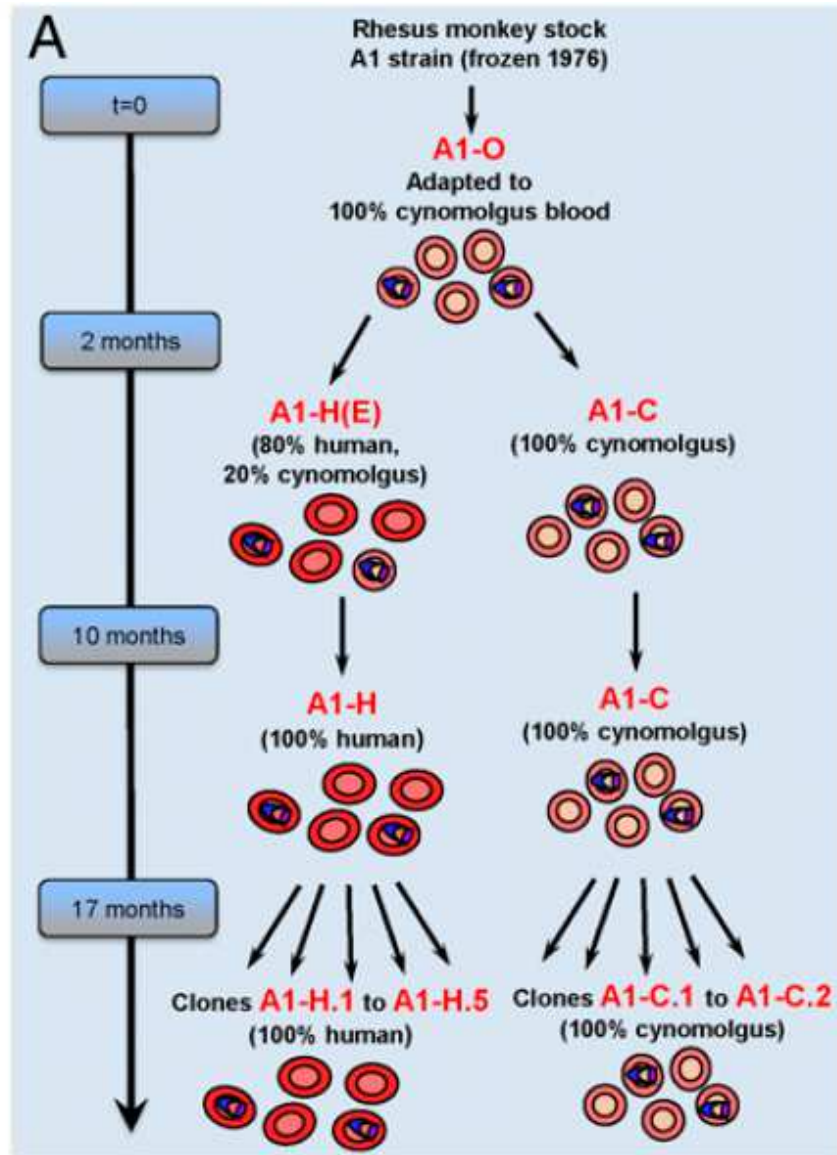 A
Rhesus monkey stock
A1 strain (frozen 1976)
t=0
A1-O
Adapted to
100% cynomolgus blood
2 months
A1-H(E)
(80% human,
20% cynomolgus)
A1-C
(100% cynomolgus)
10 months
A1-H
(100% human)
A1-C
(100% cynomolgus)
17 months
Clones A1-H.1 to A1-H.5
(100% human)
Clones A1-C.1 to A1-C.2
(100% cynomolgus)